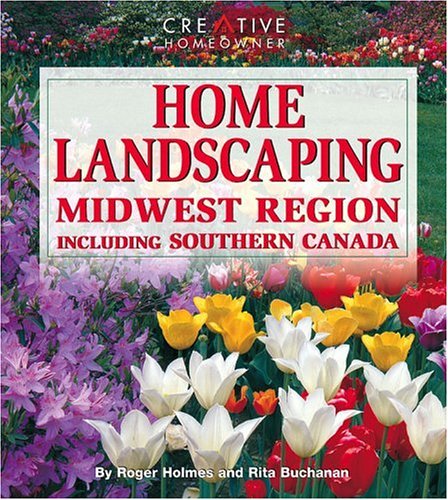 CREATIVE
HOMEOWNER
HOME
LANDSCAPING
MIDWEST REGION
INCLUDING SOUTHERN CANADA
By Roger Holmes and Rita Buchanan